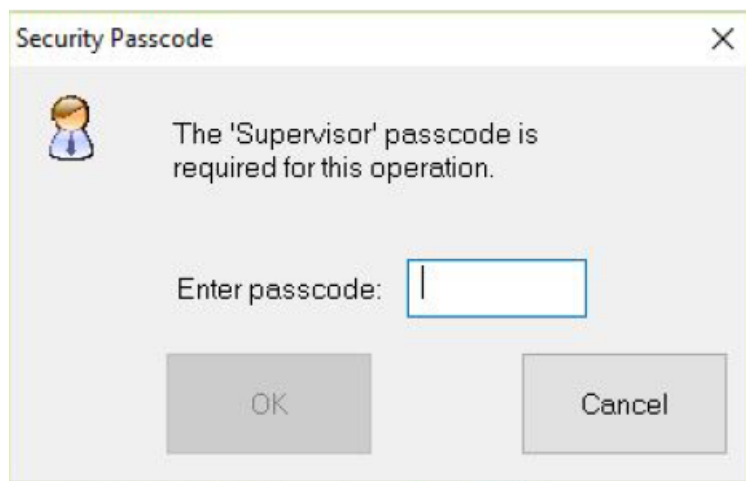 Security Passcode
The 'Supervisor' passcode is
required for this operation.
Enter passcode:
OK
Cancel